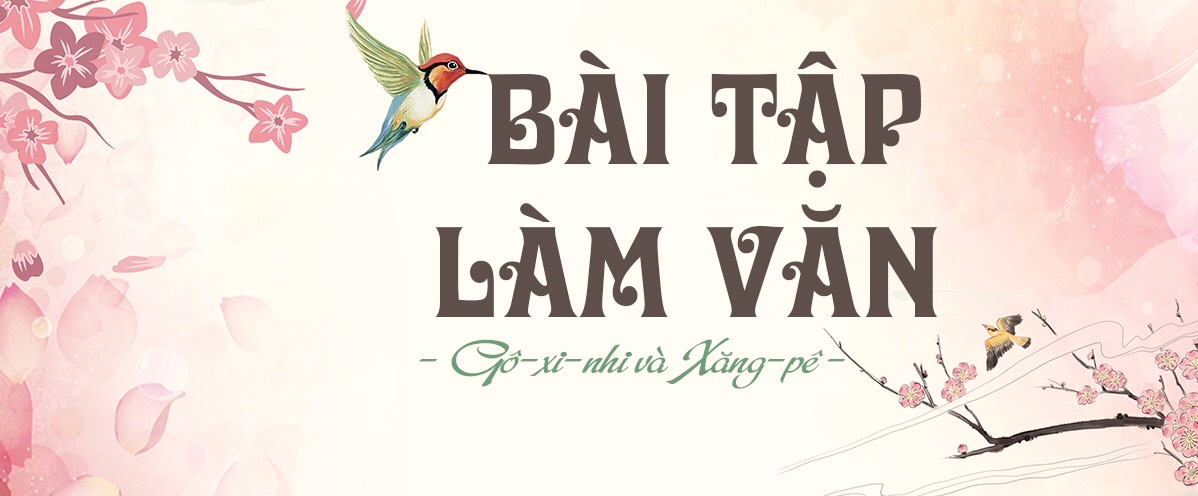 BÀI TẬP
LÀM VĂN
- Gô-xi-nhi và Xăng-pê -